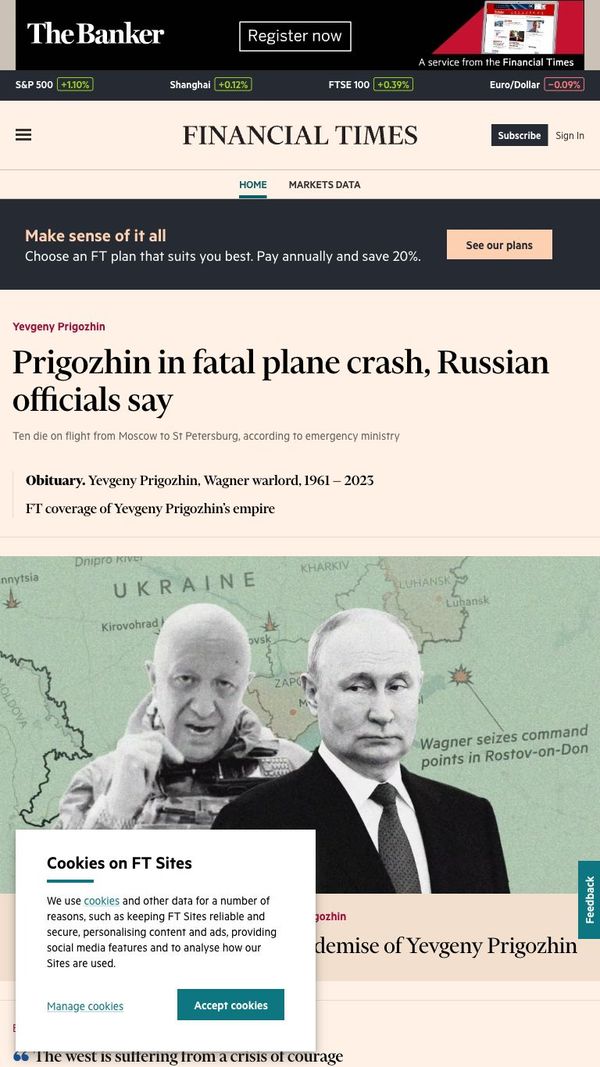 The Banker
Register now
A service from the Financial Times
S&P 500 +1.10% Shanghai +0.12% FTSE 100 +0.39% Euro/Dollar −0.09%
FINANCIAL TIMES
Subscribe Sign In
HOME MARKETS DATA
Make sense of it all
Choose an FT plan that suits you best. Pay annually and save 20%.
See our plans
Yevgeny Prigozhin
Prigozhin in fatal plane crash, Russian
officials say
Ten die on flight from Moscow to St Petersburg, according to emergency ministry
Obituary. Yevgeny Prigozhin, Wagner warlord, 1961 – 2023
FT coverage of Yevgeny Prigozhin's empire
Dnipro River
KHARKIV
nnytsia
UKRAINE
LUHANSK
Luhansk
Kirovohrad
ovsk
ZAPO
MOLDOVA
M
Wagner seizes command
points in Rostov-on-Don
Feedback
Cookies on FT Sites
We use cookies and other data for a number of
reasons, such as keeping FT Sites reliable and
secure, personalising content and ads, providing
social media features and to analyse how our
Sites are used.
Manage cookies Accept cookies
gozhin
demise of Yevgeny Prigozhin
“ The west is suffering from a crisis of courage